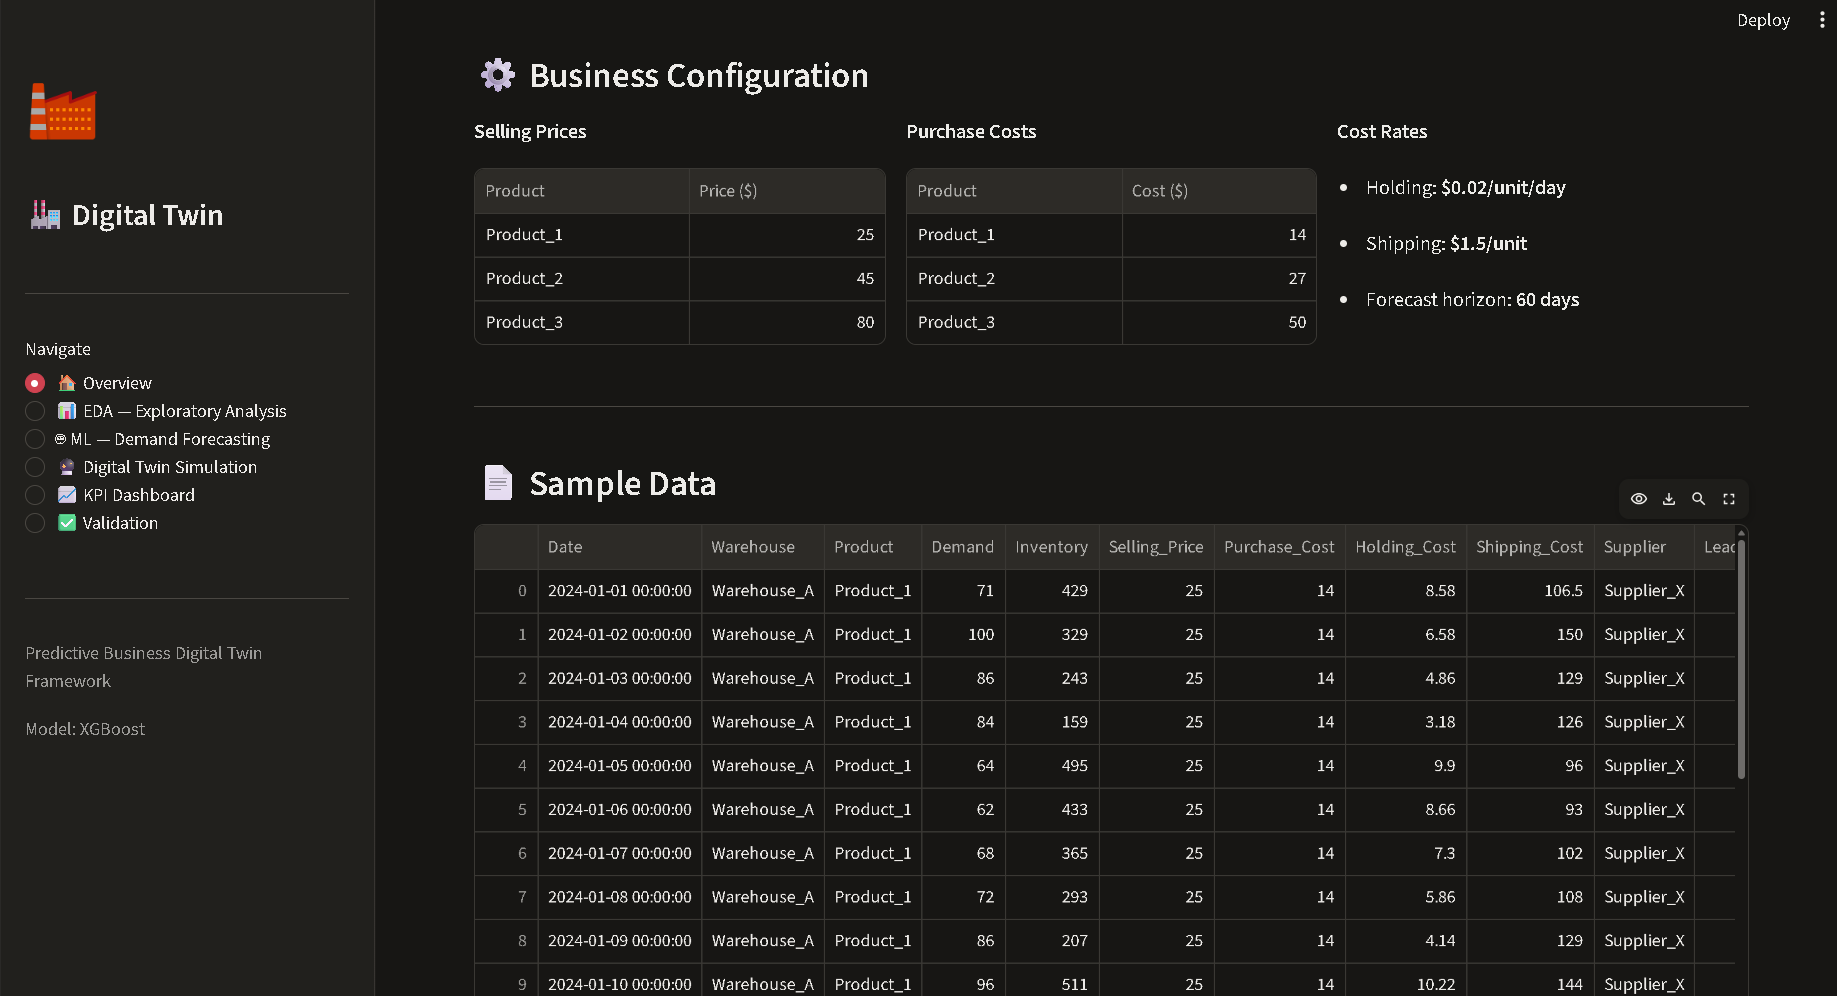 Deploy
Digital Twin
Navigate
Overview
EDA — Exploratory Analysis
ML — Demand Forecasting
Digital Twin Simulation
KPI Dashboard
Validation
Predictive Business Digital Twin
Framework
Model: XGBoost
Business Configuration
Selling Prices
Product Price ($)
Product_1 25
Product_2 45
Product_3 80
Purchase Costs
Product Cost ($)
Product_1 14
Product_2 27
Product_3 50
Cost Rates
• Holding: $0.02/unit/day
• Shipping: $1.5/unit
• Forecast horizon: 60 days
Sample Data
Date Warehouse Product Demand Inventory Selling_Price Purchase_Cost Holding_Cost Shipping_Cost Supplier
0 2024-01-01 00:00:00 Warehouse_A Product_1 71 429 25 14 8.58 106.5 Supplier_X
1 2024-01-02 00:00:00 Warehouse_A Product_1 100 329 25 14 6.58 150 Supplier_X
2 2024-01-03 00:00:00 Warehouse_A Product_1 86 243 25 14 4.86 129 Supplier_X
3 2024-01-04 00:00:00 Warehouse_A Product_1 84 159 25 14 3.18 126 Supplier_X
4 2024-01-05 00:00:00 Warehouse_A Product_1 64 495 25 14 9.9 96 Supplier_X
5 2024-01-06 00:00:00 Warehouse_A Product_1 62 433 25 14 8.66 93 Supplier_X
6 2024-01-07 00:00:00 Warehouse_A Product_1 68 365 25 14 7.3 102 Supplier_X
7 2024-01-08 00:00:00 Warehouse_A Product_1 72 293 25 14 5.86 108 Supplier_X
8 2024-01-09 00:00:00 Warehouse_A Product_1 86 207 25 14 4.14 129 Supplier_X
9 2024-01-10 00:00:00 Warehouse_A Product_1 96 511 25 14 10.22 144 Supplier_X